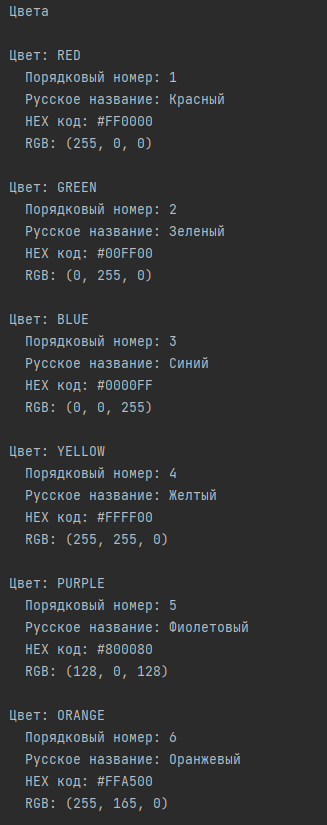 Цвета
Цвет: RED
Порядковый номер: 1
Русское название: Красный
HEX код: #FF0000
RGB: (255, 0, 0)
Цвет: GREEN
Порядковый номер: 2
Русское название: Зеленый
HEX код: #00FF00
RGB: (0, 255, 0)
Цвет: BLUE
Порядковый номер: 3
Русское название: Синий
HEX код: #0000FF
RGB: (0, 0, 255)
Цвет: YELLOW
Порядковый номер: 4
Русское название: Желтый
HEX код: #FFFF00
RGB: (255, 255, 0)
Цвет: PURPLE
Порядковый номер: 5
Русское название: Фиолетовый
HEX код: #800080
RGB: (128, 0, 128)
Цвет: ORANGE
Порядковый номер: 6
Русское название: Оранжевый
HEX код: #FFA500
RGB: (255, 165, 0)